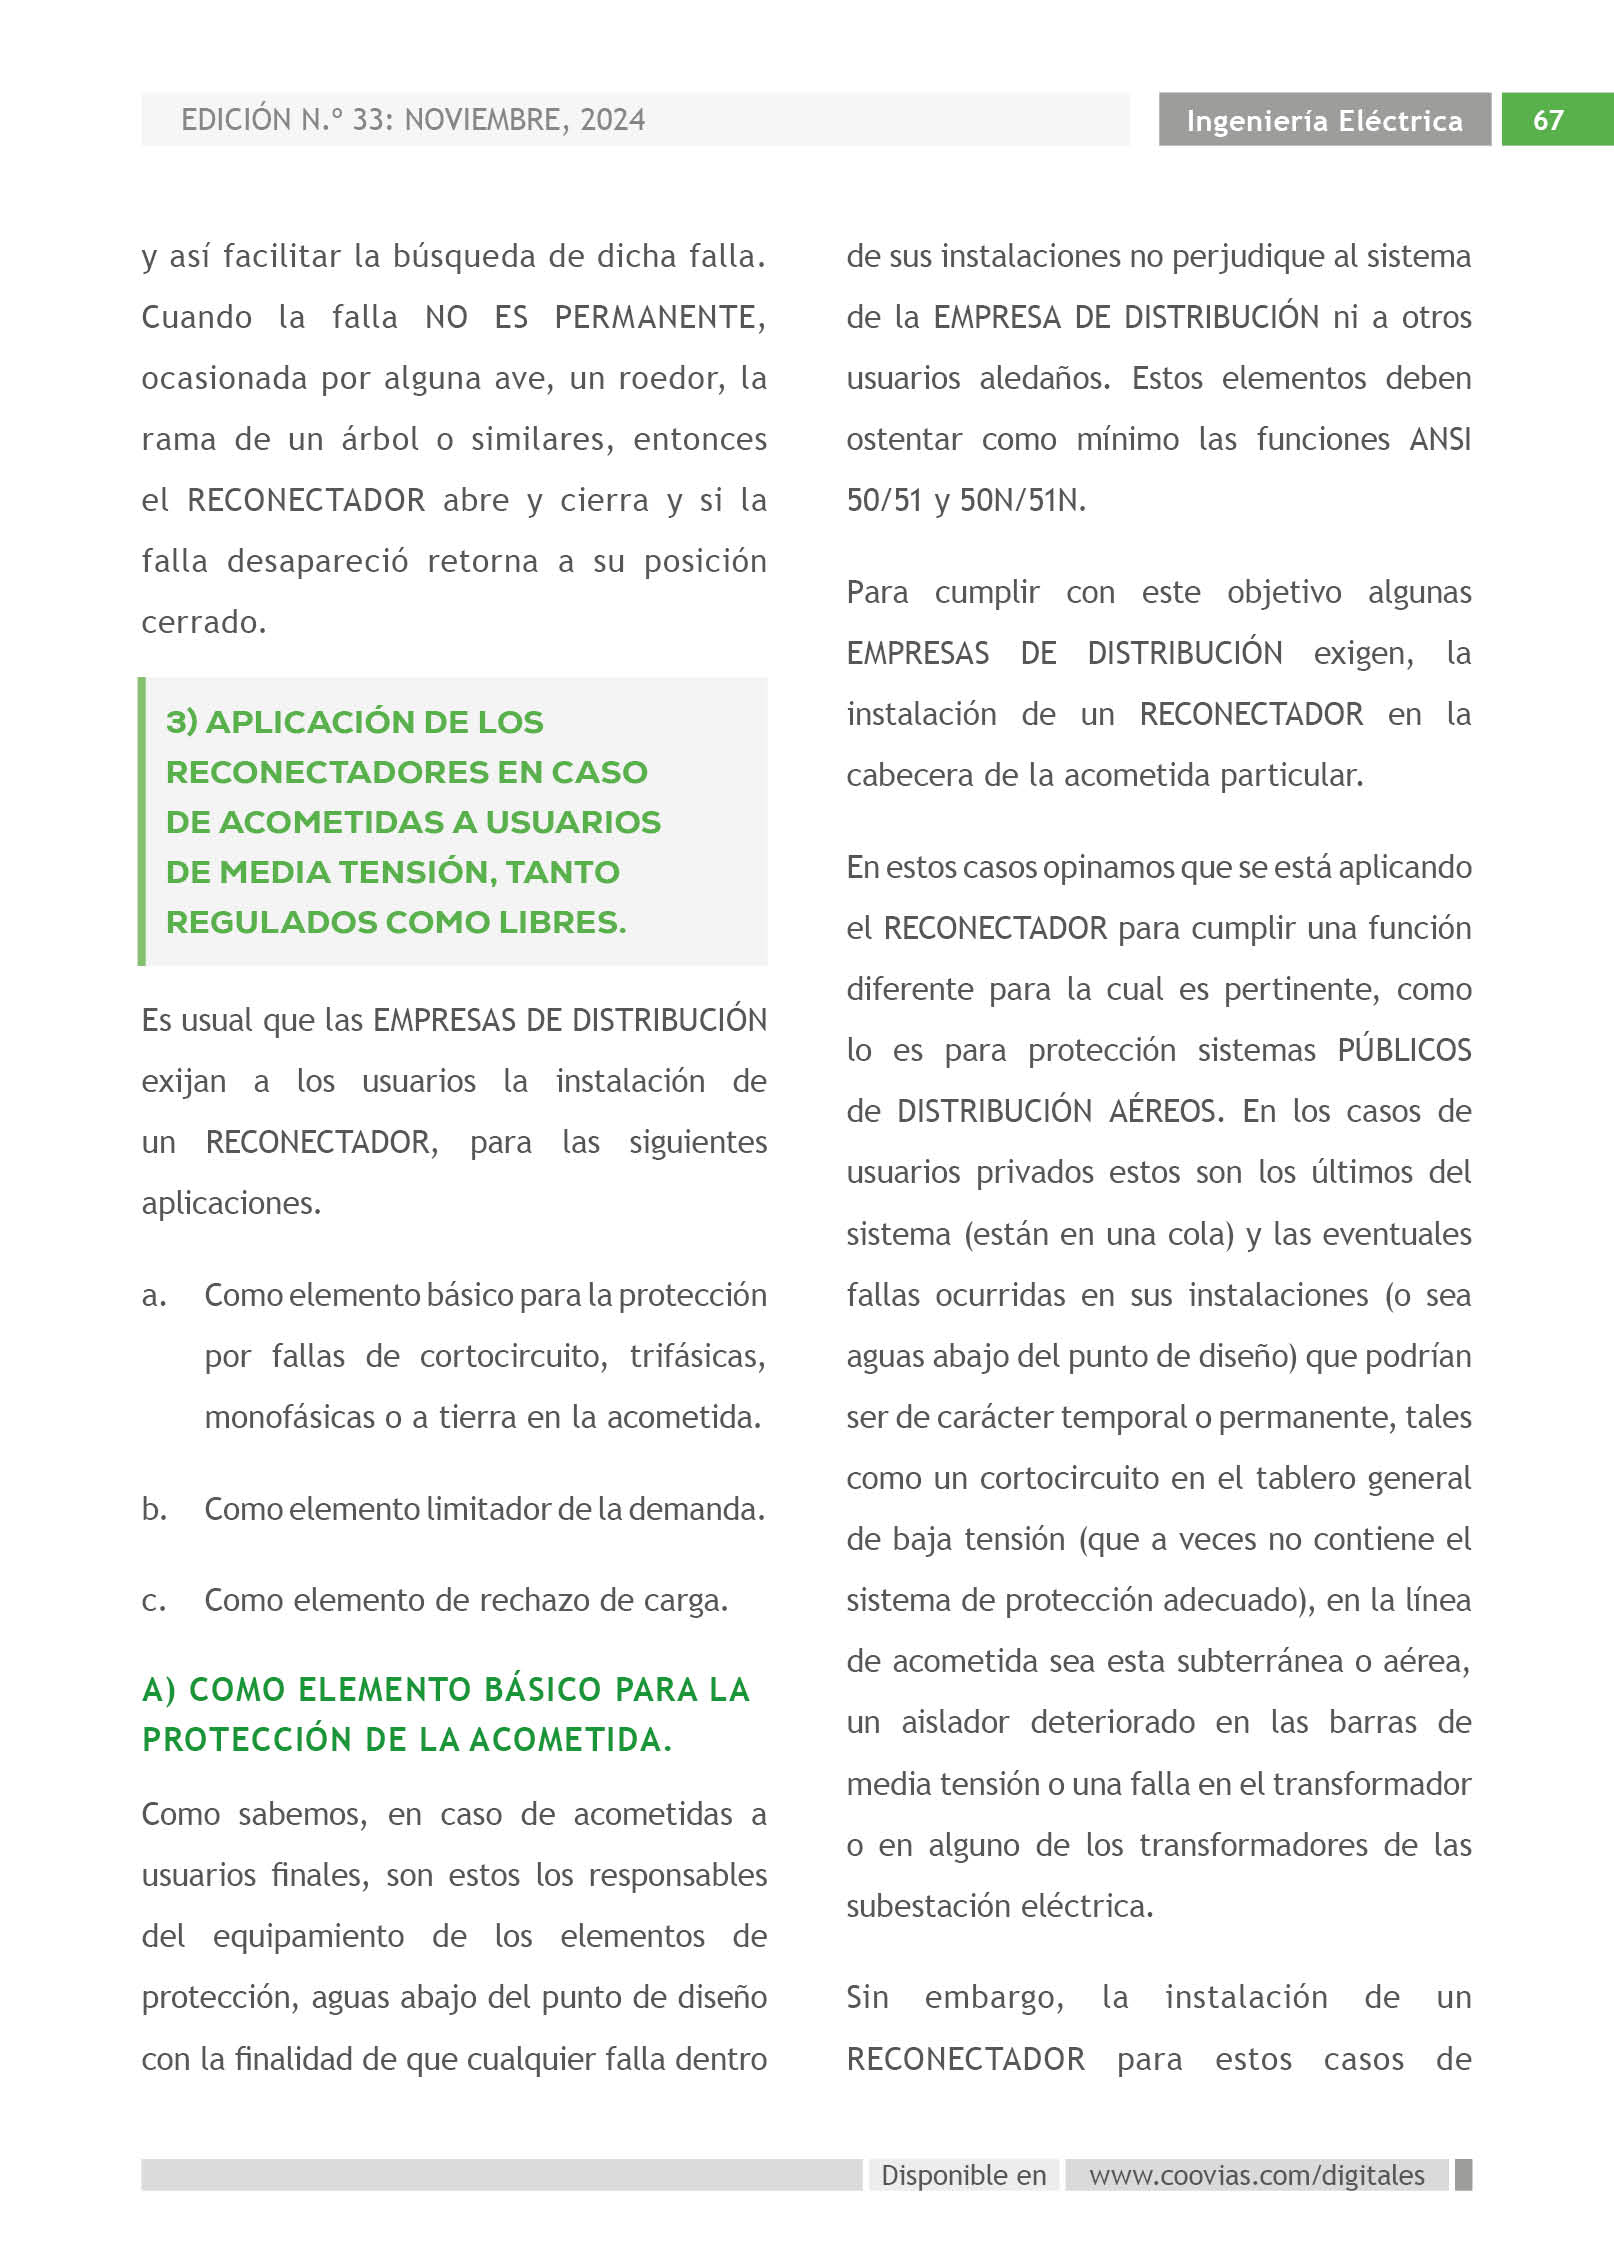 EDICIÓN N.º 33: NOVIEMBRE, 2024
Ingeniería Eléctrica
67
y así facilitar la búsqueda de dicha falla.
Cuando la falla NO ES PERMANENTE,
ocasionada por alguna ave, un roedor, la
rama de un árbol o similares, entonces
el RECONECTADOR abre y cierra y si la
falla desapareció retorna a su posición
cerrado.
3) APLICACIÓN DE LOS
RECONECTADORES EN CASO
DE ACOMETIDAS A USUARIOS
DE MEDIA TENSIÓN, TANTO
REGULADOS COMO LIBRES.
Es usual que las EMPRESAS DE DISTRIBUCIÓN
exijan a los usuarios la instalación de
un RECONECTADOR, para las siguientes
aplicaciones.
a. Como elemento básico para la protección
por fallas de cortocircuito, trifásicas,
monofásicas o a tierra en la acometida.
b. Como elemento limitador de la demanda.
c. Como elemento de rechazo de carga.
A) COMO ELEMENTO BÁSICO PARA LA
PROTECCIÓN DE LA ACOMETIDA.
Como sabemos, en caso de acometidas a
usuarios finales, son estos los responsables
del equipamiento de los elementos de
protección, aguas abajo del punto de diseño
con la finalidad de que cualquier falla dentro
de sus instalaciones no perjudique al sistema
de la EMPRESA DE DISTRIBUCIÓN ni a otros
usuarios aledaños. Estos elementos deben
ostentar como mínimo las funciones ANSI
50/51 y 50N/51N.
Para cumplir con este objetivo algunas
EMPRESAS DE DISTRIBUCIÓN exigen, la
instalación de un RECONECTADOR en la
cabecera de la acometida particular.
En estos casos opinamos que se está aplicando
el RECONECTADOR para cumplir una función
diferente para la cual es pertinente, como
lo es para protección sistemas PÚBLICOS
de DISTRIBUCIÓN AÉREOS. En los casos de
usuarios privados estos son los últimos del
sistema (están en una cola) y las eventuales
fallas ocurridas en sus instalaciones (o sea
aguas abajo del punto de diseño) que podrían
ser de carácter temporal o permanente, tales
como un cortocircuito en el tablero general
de baja tensión (que a veces no contiene el
sistema de protección adecuado), en la línea
de acometida sea esta subterránea o aérea,
un aislador deteriorado en las barras de
media tensión o una falla en el transformador
o en alguno de los transformadores de las
subestación eléctrica.
Sin embargo, la instalación de un
RECONECTADOR para estos casos de
Disponible en
www.coovias.com/digitales